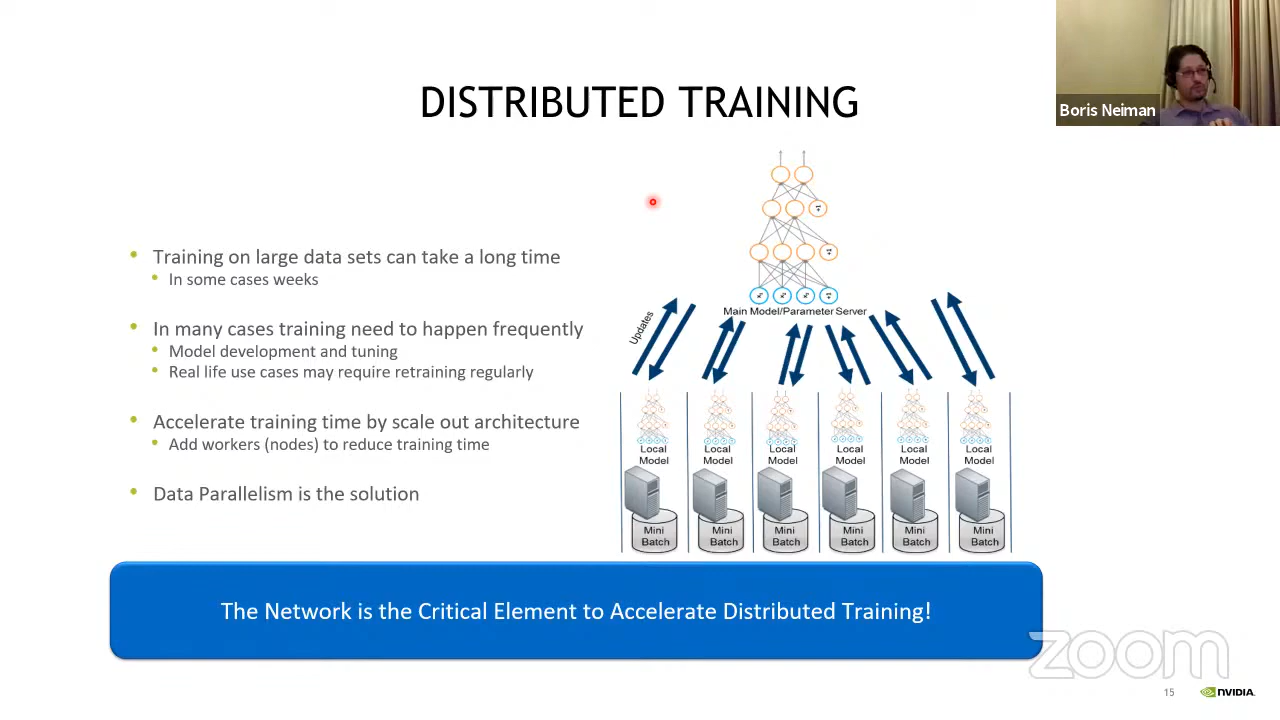 Boris Neiman
DISTRIBUTED TRAINING
• Training on large data sets can take a long time
• In some cases weeks
• In many cases training need to happen frequently
• Model development and tuning
• Real life use cases may require retraining regularly
• Accelerate training time by scale out architecture
• Add workers (nodes) to reduce training time
• Data Parallelism is the solution
Main Model/Parameter Server
Updates
Local Model
Local Model
Local Model
Local Model
Local Model
Local Model
Mini Batch
Mini Batch
Mini Batch
Mini Batch
Mini Batch
Mini Batch
The Network is the Critical Element to Accelerate Distributed Training!
zoom
15
NVIDIA.